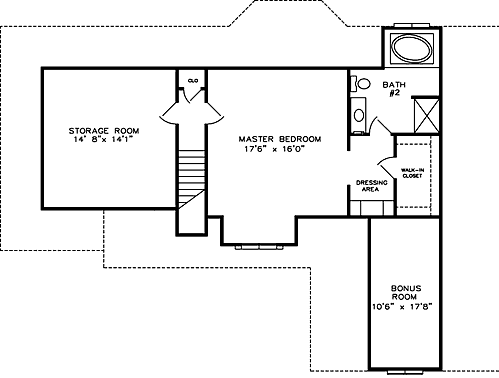 CLO
BATH
#2
STORAGE ROOM
14' 8"x 14'1"
MASTER BEDROOM
17'6" x 16'0"
WALK-IN
CLOSET
DRESSING
AREA
BONUS
ROOM
10'6" x 17'8"